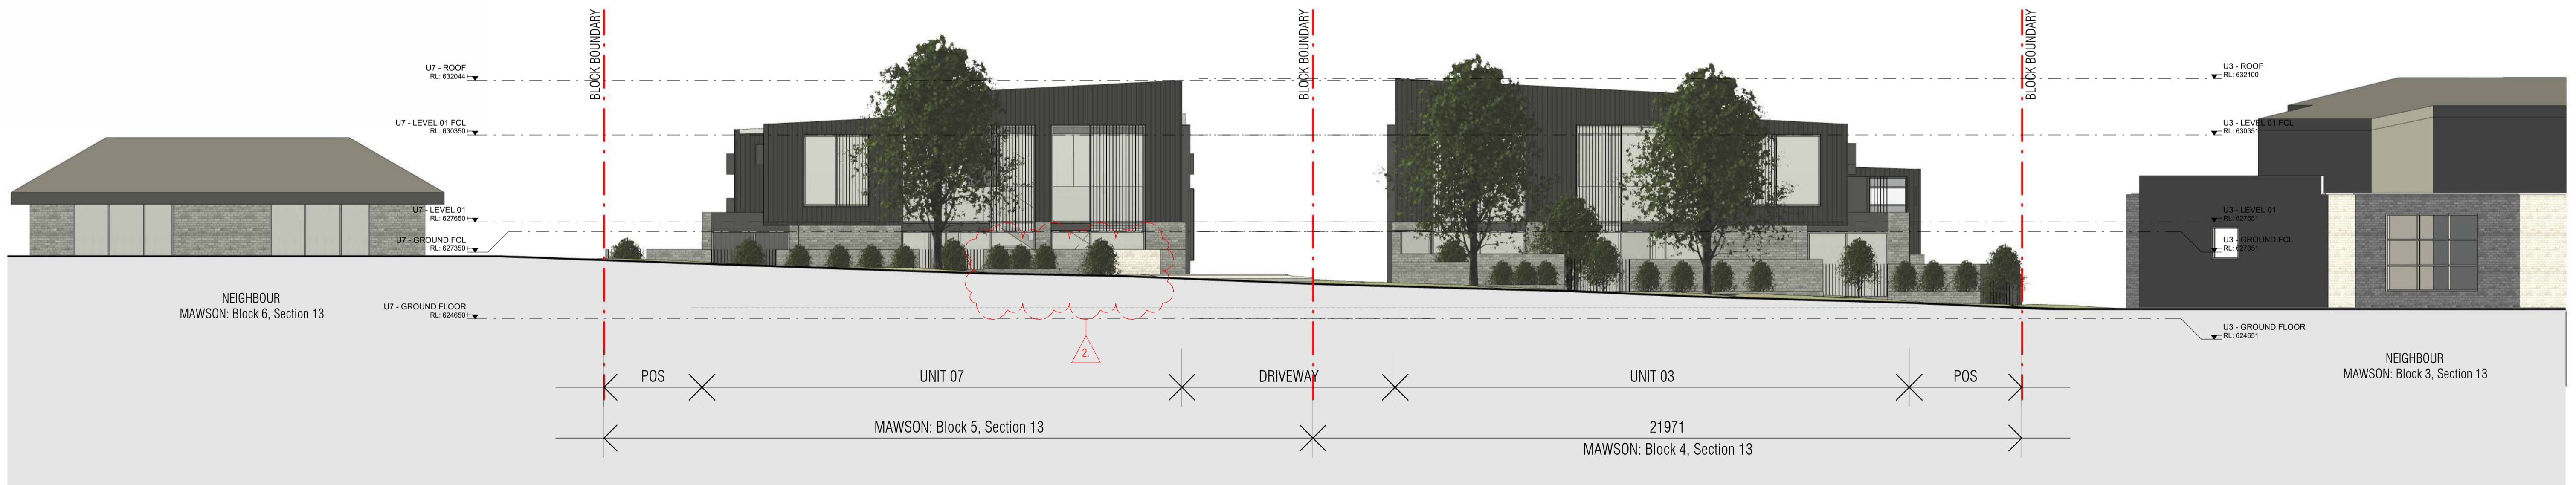 BLOCK BOUNDARY
BLOCK BOUNDARY
BLOCK BOUNDARY
U7 - ROOF
RL: 632044
U7 - LEVEL 01 FCL
RL: 630350
U7 - LEVEL 01
RL: 627650
U7 - GROUND FCL
RL: 627350
U7 - GROUND FLOOR
RL: 624650
U3 - ROOF
RL: 632100
U3 - LEVEL 01 FCL
RL: 630351
U3 - LEVEL 01
RL: 627651
U3 - GROUND FCL
RL: 627351
U3 - GROUND FLOOR
RL: 624651
NEIGHBOUR
MAWSON: Block 6, Section 13
2.
NEIGHBOUR
MAWSON: Block 3, Section 13
POS
UNIT 07
DRIVEWAY
UNIT 03
POS
MAWSON: Block 5, Section 13
21971
MAWSON: Block 4, Section 13